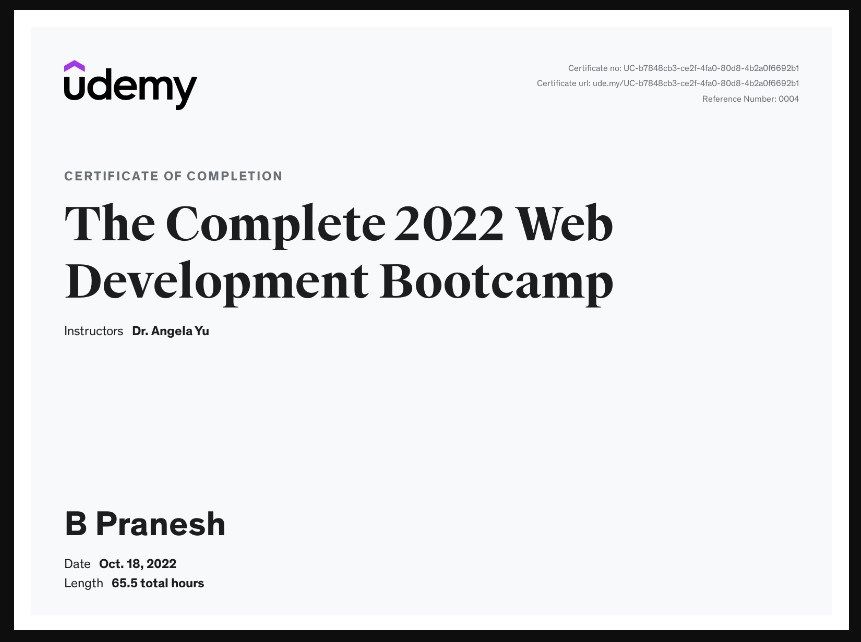 udemy
Certificate no: UC-b7848cb3-ce2f-4fa0-80d8-4b2a0f6692b1
Certificate url: ude.my/UC-b7848cb3-ce2f-4fa0-80d8-4b2a0f6692b1
Reference Number: 0004
CERTIFICATE OF COMPLETION
The Complete 2022 Web
Development Bootcamp
Instructors Dr. Angela Yu
B Pranesh
Date Oct. 18, 2022
Length 65.5 total hours